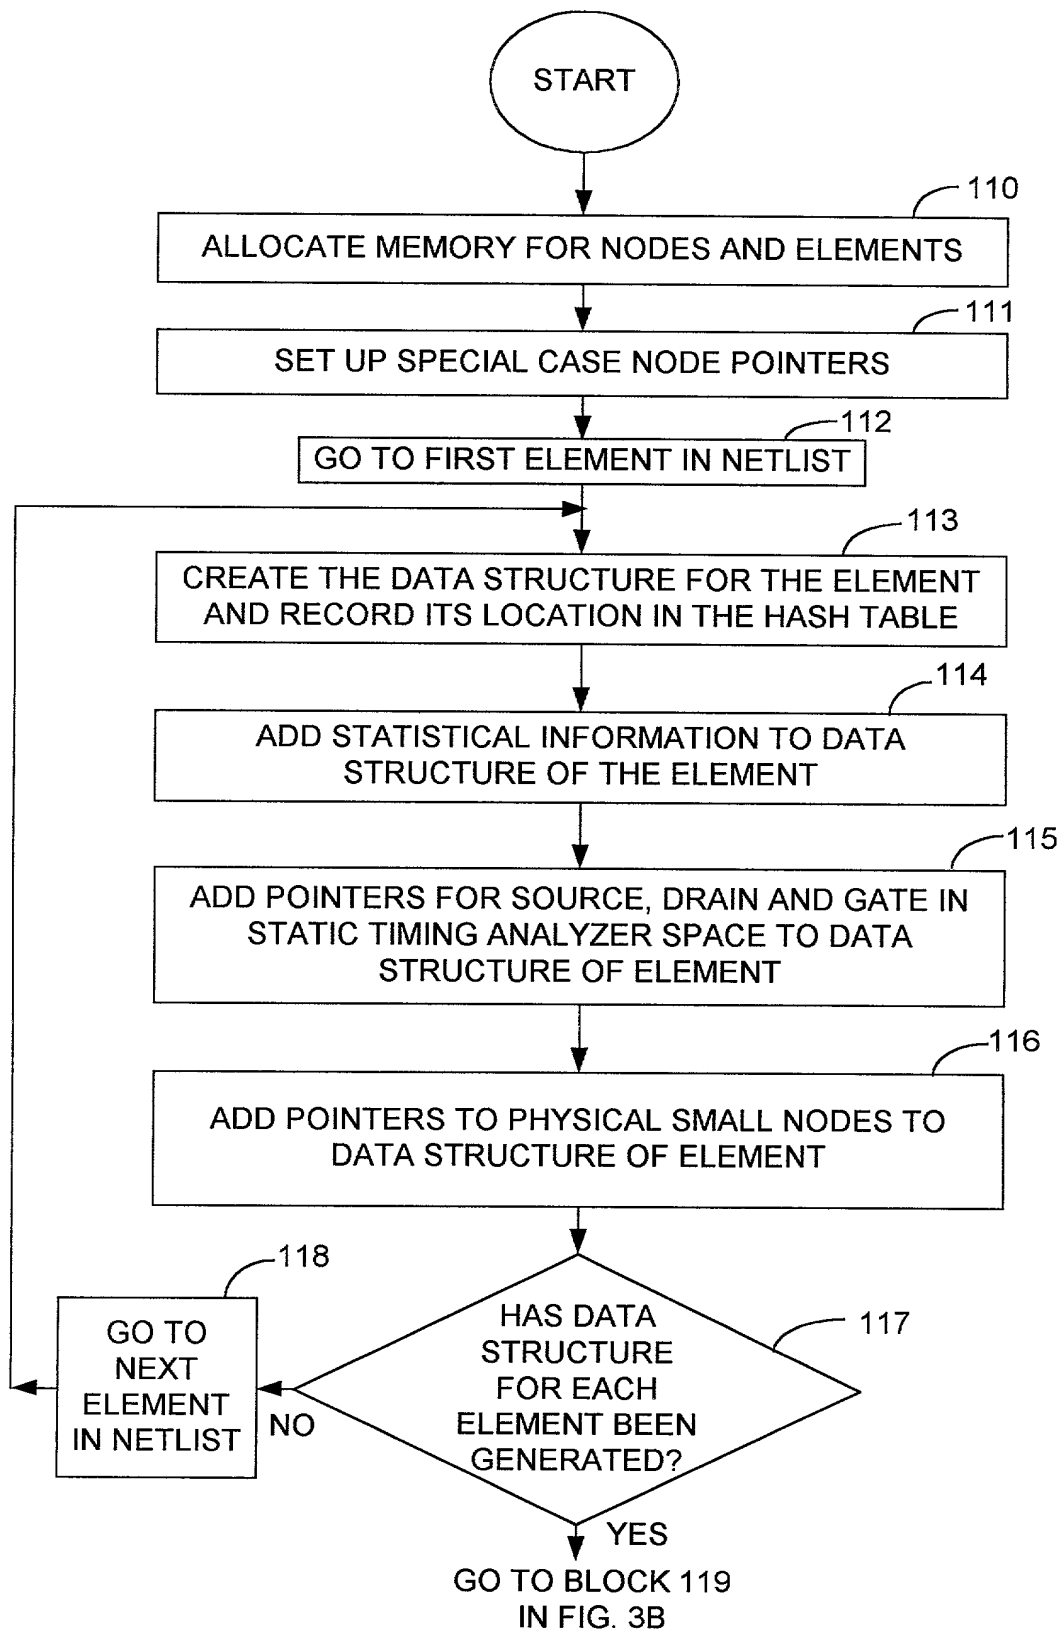 START
110
ALLOCATE MEMORY FOR NODES AND ELEMENTS
111
SET UP SPECIAL CASE NODE POINTERS
112
GO TO FIRST ELEMENT IN NETLIST
113
CREATE THE DATA STRUCTURE FOR THE ELEMENT
AND RECORD ITS LOCATION IN THE HASH TABLE
114
ADD STATISTICAL INFORMATION TO DATA
STRUCTURE OF THE ELEMENT
115
ADD POINTERS FOR SOURCE, DRAIN AND GATE IN
STATIC TIMING ANALYZER SPACE TO DATA
STRUCTURE OF ELEMENT
116
ADD POINTERS TO PHYSICAL SMALL NODES TO
DATA STRUCTURE OF ELEMENT
117
HAS DATA
STRUCTURE
FOR EACH
ELEMENT BEEN
GENERATED?
118
GO TO
NEXT
ELEMENT
IN NETLIST
NO
YES
GO TO BLOCK 119
IN FIG. 3B